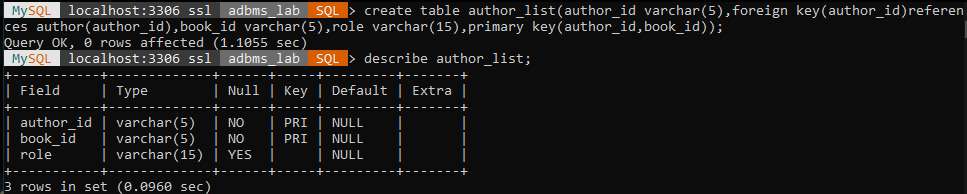 MySQL localhost:3306 ssl adbms_lab SQL > create table author_list(author_id varchar(5),foreign key(author_id)referen
ces author(author_id),book_id varchar(5),role varchar(15),primary key(author_id,book_id));
Query OK, 0 rows affected (1.1055 sec)
MySQL localhost:3306 ssl adbms_lab SQL > describe author_list;
+-----------+-------------+------+-----+---------+-------+
| Field     | Type        | Null | Key | Default | Extra |
+-----------+-------------+------+-----+---------+-------+
| author_id | varchar(5)  | NO   | PRI | NULL    |       |
| book_id   | varchar(5)  | NO   | PRI | NULL    |       |
| role      | varchar(15) | YES  |     | NULL    |       |
+-----------+-------------+------+-----+---------+-------+
3 rows in set (0.0960 sec)